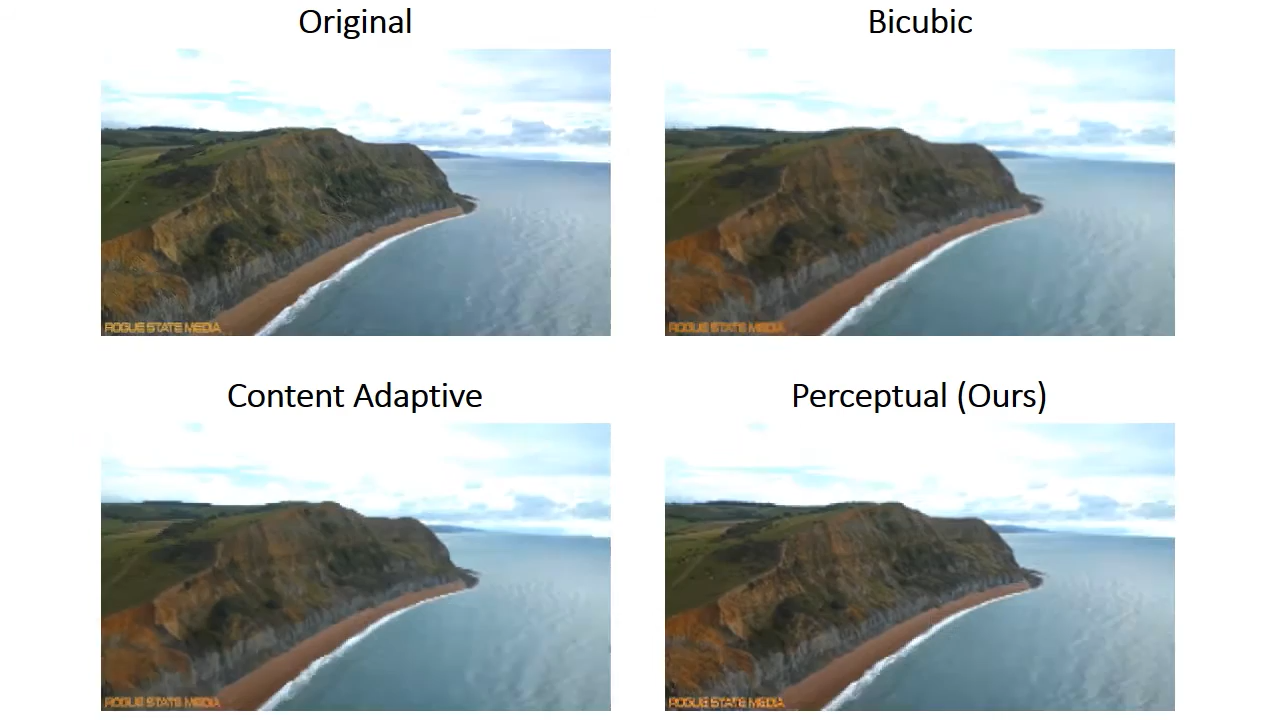 Original
Bicubic
ROGUE STATE MEDIA
ROGUE STATE MEDIA
Content Adaptive
Perceptual (Ours)
ROGUE STATE MEDIA
ROGUE STATE MEDIA